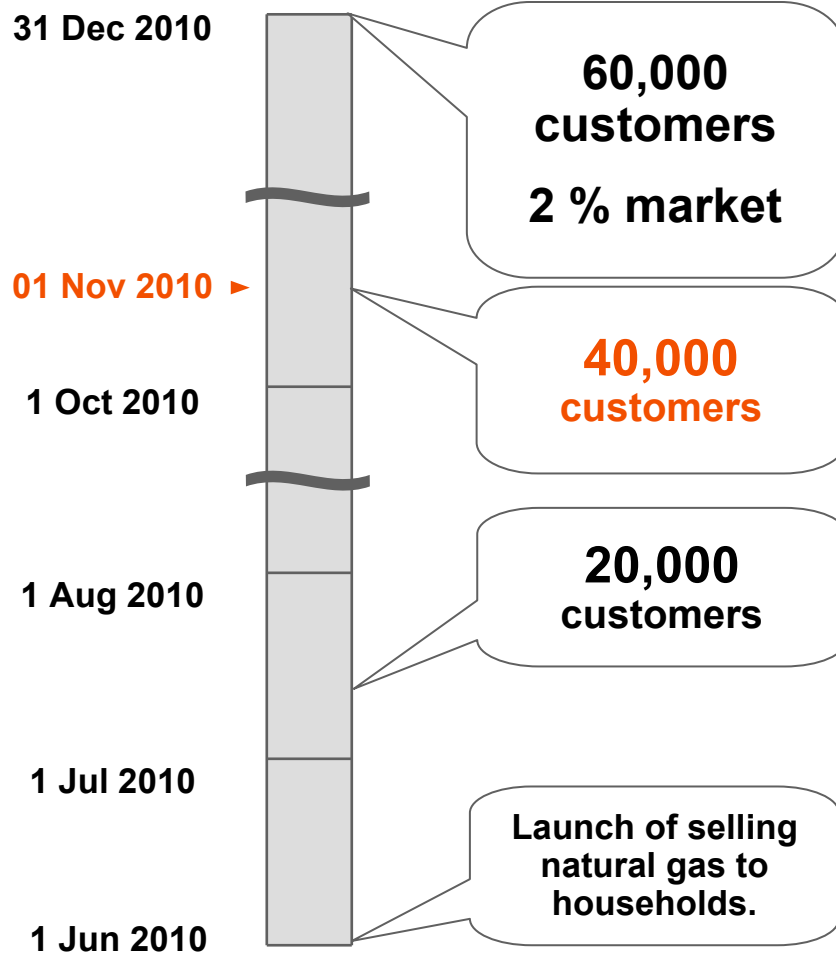 31 Dec 2010
60,000
customers
2 % market
01 Nov 2010
40,000
customers
1 Oct 2010
20,000
customers
1 Aug 2010
1 Jul 2010
Launch of selling
natural gas to
households.
1 Jun 2010